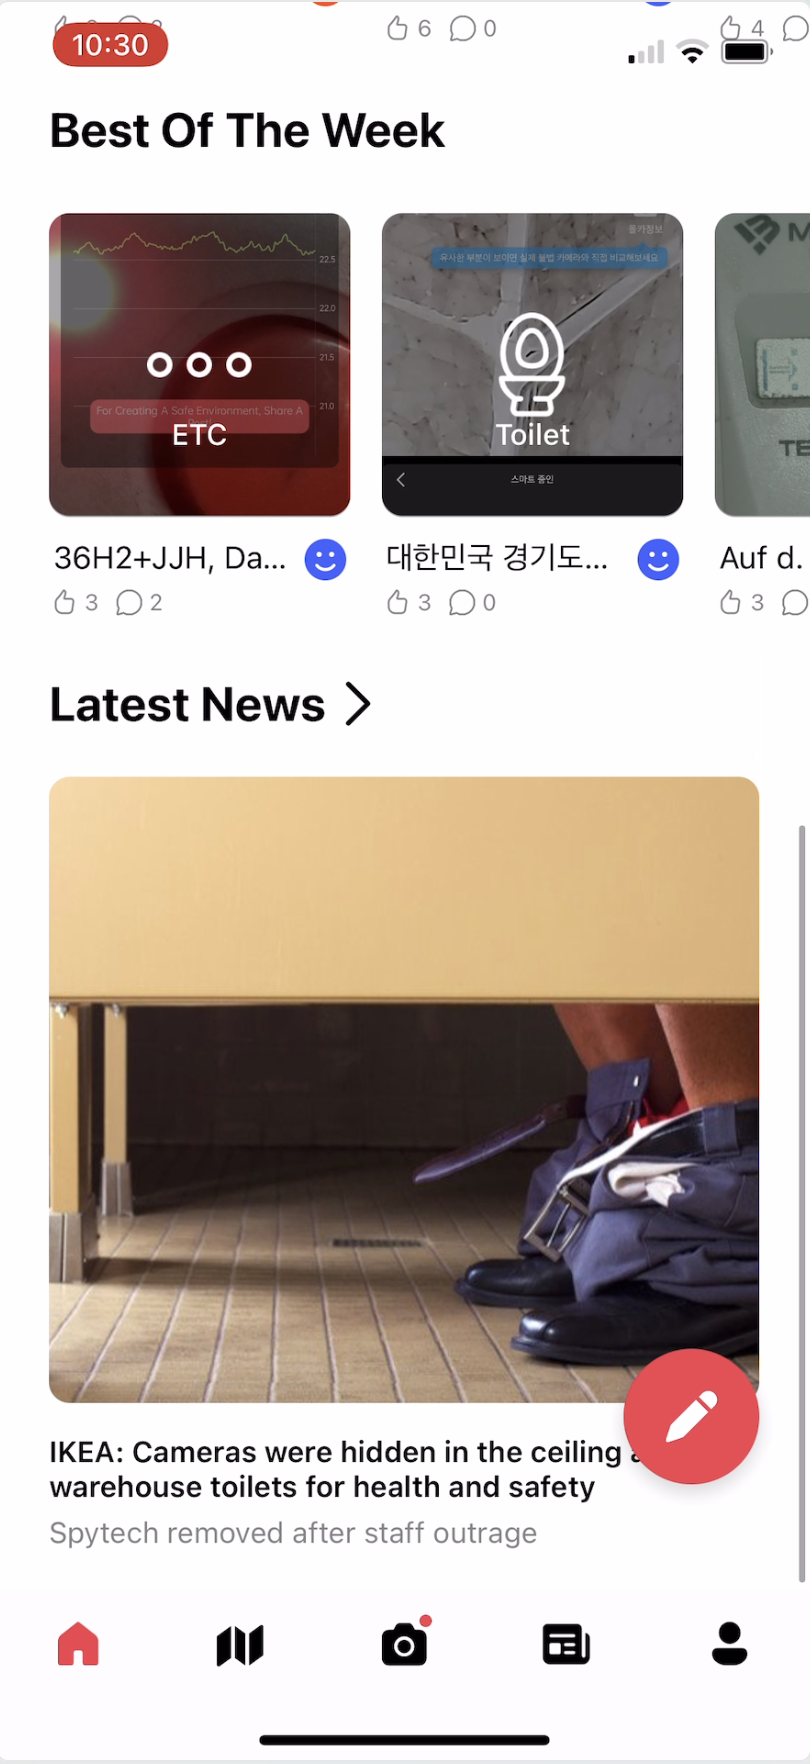 6 0 4
10:30
Best Of The Week
22.5
22.0
21.5
21.0
For Creating A Safe Environment, Share A
ETC
몰카정보
유사한 부분이 보이면 실제 불법 카메라와 직접 비교해보세요
Toilet
스마트 줌인
TE
36H2+JJH, Da...
대한민국 경기도...
Auf d.
3 2
3 0
3
Latest News
IKEA: Cameras were hidden in the ceiling
warehouse toilets for health and safety
Spytech removed after staff outrage